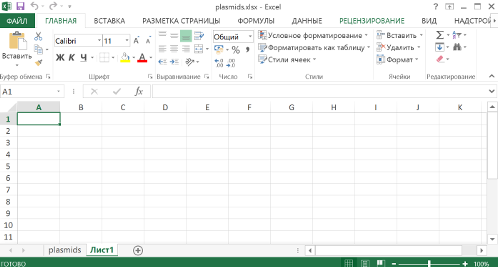 plasmids.xlsx - Excel
ФАЙЛ ГЛАВНАЯ ВСТАВКА РАЗМЕТКА СТРАНИЦЫ ФОРМУЛЫ ДАННЫЕ РЕЦЕНЗИРОВАНИЕ ВИД НАДСТРОЙ
Calibri 11 Общий Условное форматирование Вставить
Форматировать как таблицу Удалить
Вставить Ж К Ч А % 000 Стили ячеек Формат
Буфер обмена Шрифт Выравнивание Число Стили Ячейки Редактирование
A1 fx
A B C D E F G H I J K
1
2
3
4
5
6
7
8
9
10
11
plasmids Лист1
ГОТОВО 100%